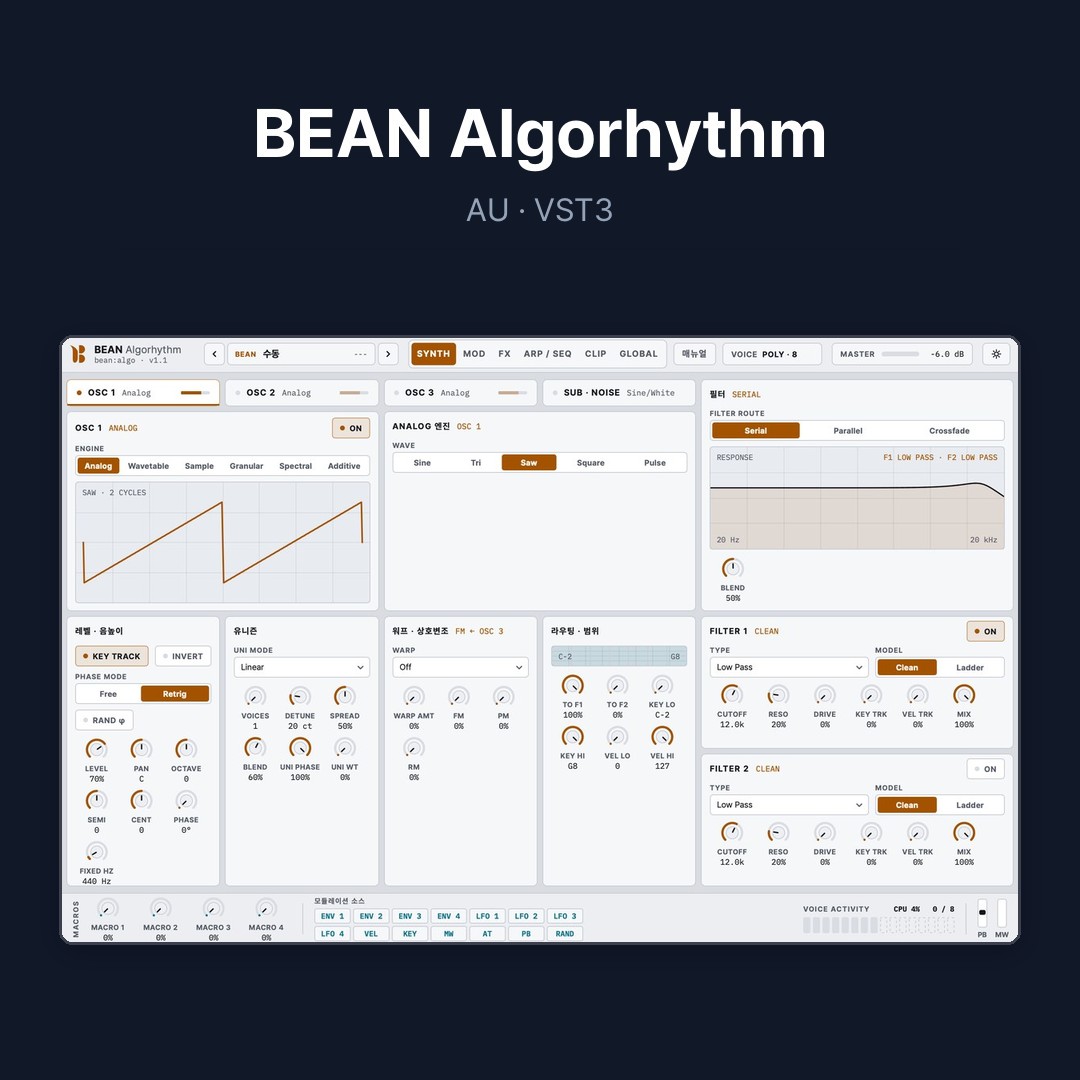 BEAN Algorhythm
AU · VST3
BEAN Algorhythm
bean:algo · v1.1
BEAN 수동 ---
SYNTH MOD FX ARP / SEQ CLIP GLOBAL
매뉴얼
VOICE POLY · 8
MASTER -6.0 dB
OSC 1 Analog
OSC 2 Analog
OSC 3 Analog
SUB · NOISE Sine/White
OSC 1 ANALOG
ON
ENGINE
Analog Wavetable Sample Granular Spectral Additive
SAW · 2 CYCLES
ANALOG 엔진 OSC 1
WAVE
Sine Tri Saw Square Pulse
필터 SERIAL
FILTER ROUTE
Serial Parallel Crossfade
RESPONSE F1 LOW PASS · F2 LOW PASS
20 Hz 20 kHz
BLEND
50%
레벨 · 음높이
KEY TRACK INVERT
PHASE MODE
Free Retrig
RAND φ
LEVEL PAN OCTAVE
70% C 0
SEMI CENT PHASE
0 0 0°
FIXED HZ
440 Hz
유니즌
UNI MODE
Linear
VOICES DETUNE SPREAD
1 20 ct 50%
BLEND UNI PHASE UNI WT
60% 100% 0%
워프 · 상호변조 FM ← OSC 3
WARP
Off
WARP AMT FM PM
0% 0% 0%
RM
0%
라우팅 · 범위
C-2 G8
TO F1 TO F2 KEY LO
100% 0% C-2
KEY HI VEL LO VEL HI
G8 0 127
FILTER 1 CLEAN
ON
TYPE MODEL
Low Pass Clean Ladder
CUTOFF RESO DRIVE KEY TRK VEL TRK MIX
12.0k 20% 0% 0% 0% 100%
FILTER 2 CLEAN
ON
TYPE MODEL
Low Pass Clean Ladder
CUTOFF RESO DRIVE KEY TRK VEL TRK MIX
12.0k 20% 0% 0% 0% 100%
MACROS
MACRO 1 MACRO 2 MACRO 3 MACRO 4
0% 0% 0% 0%
모듈레이션 소스
ENV 1 ENV 2 ENV 3 ENV 4 LFO 1 LFO 2 LFO 3
LFO 4 VEL KEY MW AT PB RAND
VOICE ACTIVITY CPU 4% 0 / 8
PB MW